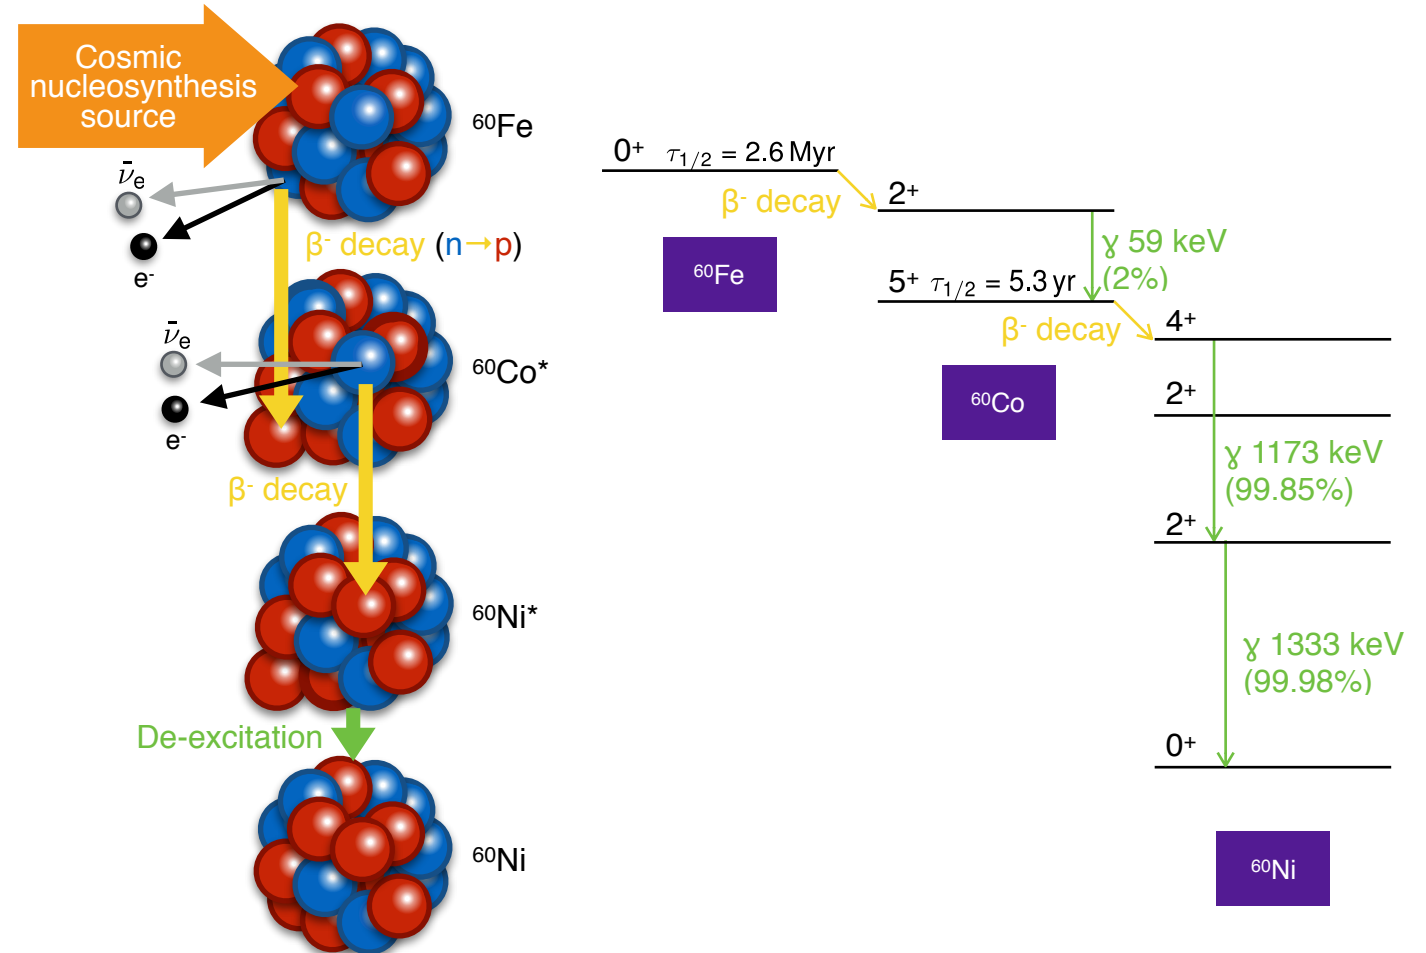 Cosmic
nucleosynthesis
source
⁶⁰Fe
ν̄ₑ
e⁻
β⁻ decay (n→p)
ν̄ₑ
e⁻
⁶⁰Co*
β⁻ decay
⁶⁰Ni*
De-excitation
⁶⁰Ni
0⁺ τ₁/₂ = 2.6 Myr
β⁻ decay
2⁺
⁶⁰Fe
γ 59 keV
(2%)
5⁺ τ₁/₂ = 5.3 yr
β⁻ decay
4⁺
⁶⁰Co
2⁺
γ 1173 keV
(99.85%)
2⁺
γ 1333 keV
(99.98%)
0⁺
⁶⁰Ni